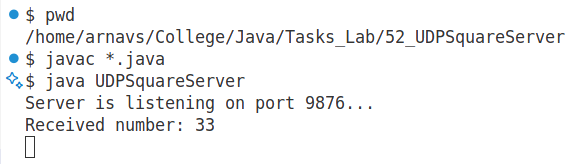 $ pwd
/home/arnavs/College/Java/Tasks_Lab/52_UDPSquareServer
$ javac *.java
$ java UDPSquareServer
Server is listening on port 9876...
Received number: 33